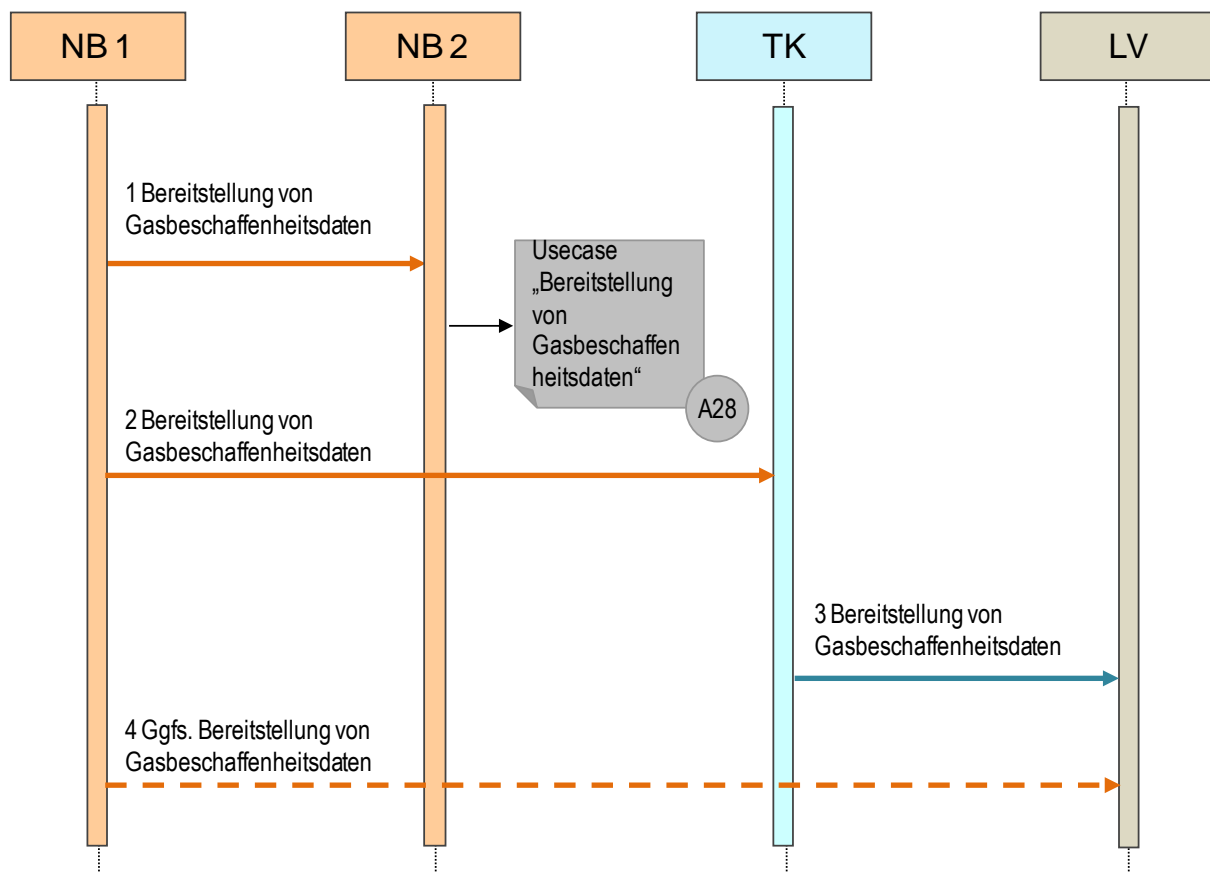 NB 1
NB 2
TK
LV
1 Bereitstellung von
Gasbeschaffenheitsdaten
Usecase
„Bereitstellung
von
Gasbeschaffen
heitsdaten“
A28
2 Bereitstellung von
Gasbeschaffenheitsdaten
3 Bereitstellung von
Gasbeschaffenheitsdaten
4 Ggfs. Bereitstellung von
Gasbeschaffenheitsdaten